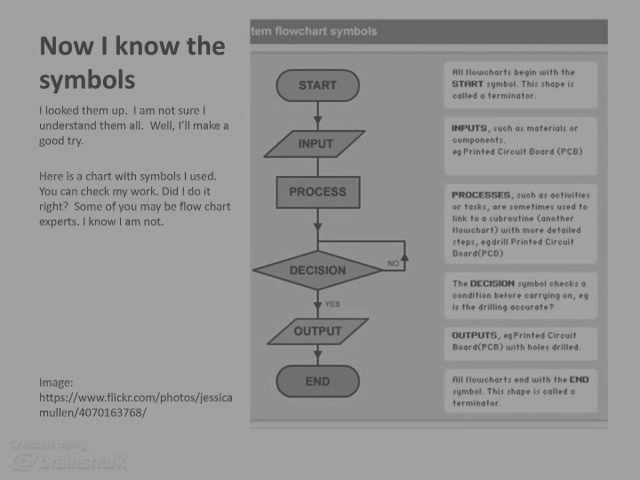 Now I know the
symbols
I looked them up. I am not sure I
understand them all. Well, I'll make a
good try.
Here is a chart with symbols I used.
You can check my work. Did I do it
right? Some of you may be flow chart
experts. I know I am not.
Image:
https://www.flickr.com/photos/jessica
mullen/4070163768/
Created using
brainshark
tem flowchart symbols
START
INPUT
PROCESS
DECISION
NO
YES
OUTPUT
END
All flowcharts begin with the
START symbol. This shape is
called a terminator.
INPUTS, such as materials or
components.
eg Printed Circuit Board (PCB)
PROCESSES, such as activities
or tasks, are sometimes used to
link to a subroutine (another
flowchart) with more detailed
steps, eg drill Printed Circuit
Board(PCB)
The DECISION symbol checks a
condition before carrying on, eg
is the drilling accurate?
OUTPUTS, eg Printed Circuit
Board(PCB) with holes drilled.
All flowcharts end with the END
symbol. This shape is called a
terminator.